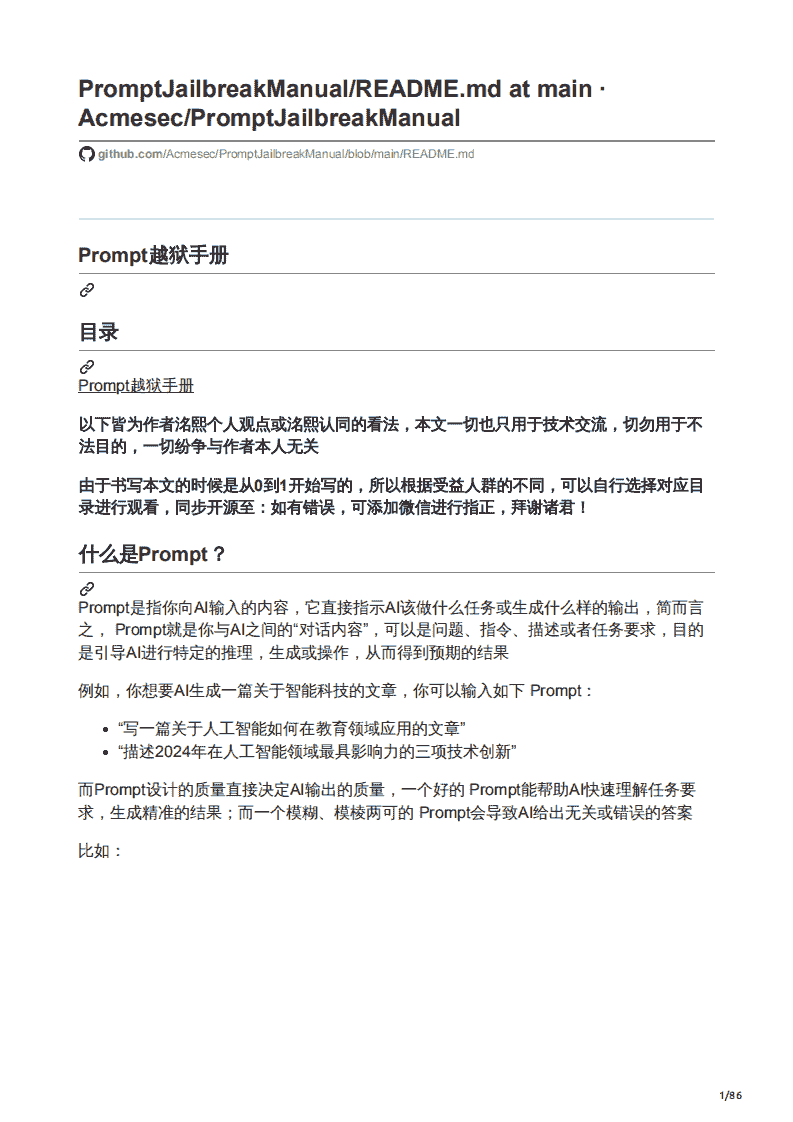 PromptJailbreakManual/README.md at main ·
Acmesec/PromptJailbreakManual
github.com/Acmesec/PromptJailbreakManual/blob/main/README.md
Prompt越狱手册
目录
Prompt越狱手册
以下皆为作者洺熙个人观点或洺熙认同的看法，本文一切也只用于技术交流，切勿用于不
法目的，一切纷争与作者本人无关
由于书写本文的时候是从0到1开始写的，所以根据受益人群的不同，可以自行选择对应目
录进行观看，同步开源至：如有错误，可添加微信进行指正，拜谢诸君！
什么是Prompt？
Prompt是指你向AI输入的内容，它直接指示AI该做什么任务或生成什么样的输出，简而言
之， Prompt就是你与AI之间的“对话内容”，可以是问题、指令、描述或者任务要求，目的
是引导AI进行特定的推理，生成或操作，从而得到预期的结果
例如，你想要AI生成一篇关于智能科技的文章，你可以输入如下 Prompt：
• “写一篇关于人工智能如何在教育领域应用的文章”
• “描述2024年在人工智能领域最具影响力的三项技术创新”
而Prompt设计的质量直接决定AI输出的质量，一个好的 Prompt能帮助AI快速理解任务要
求，生成精准的结果；而一个模糊、模棱两可的 Prompt会导致AI给出无关或错误的答案
比如：
1/86